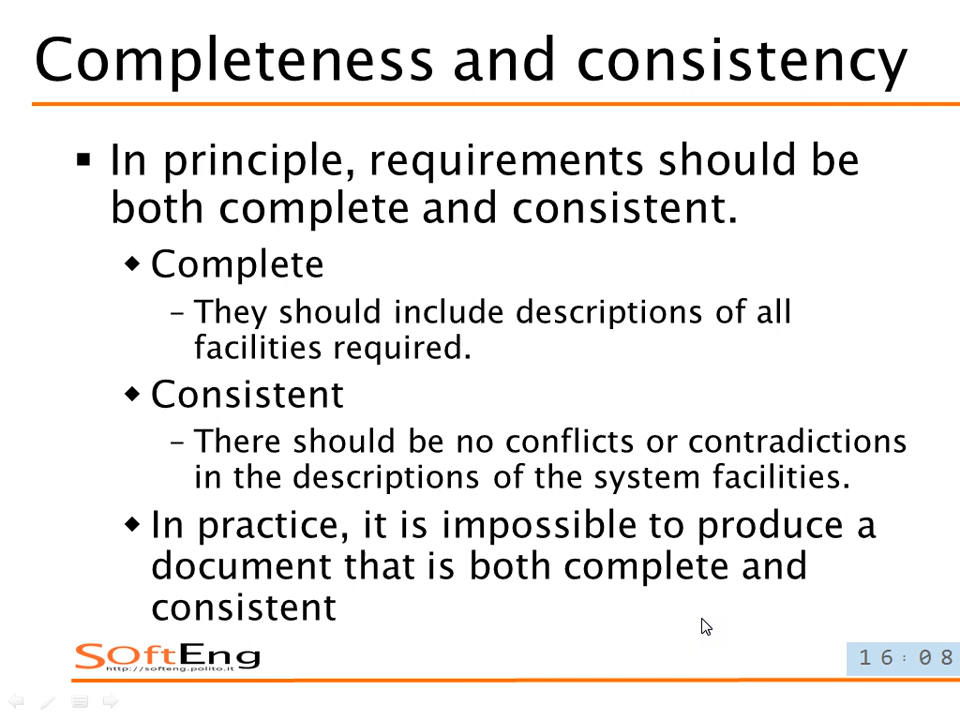 Completeness and consistency
▪ In principle, requirements should be
both complete and consistent.
◆ Complete
– They should include descriptions of all
facilities required.
◆ Consistent
– There should be no conflicts or contradictions
in the descriptions of the system facilities.
◆ In practice, it is impossible to produce a
document that is both complete and
consistent
SOftEng
http://softeng.polito.it
16:08